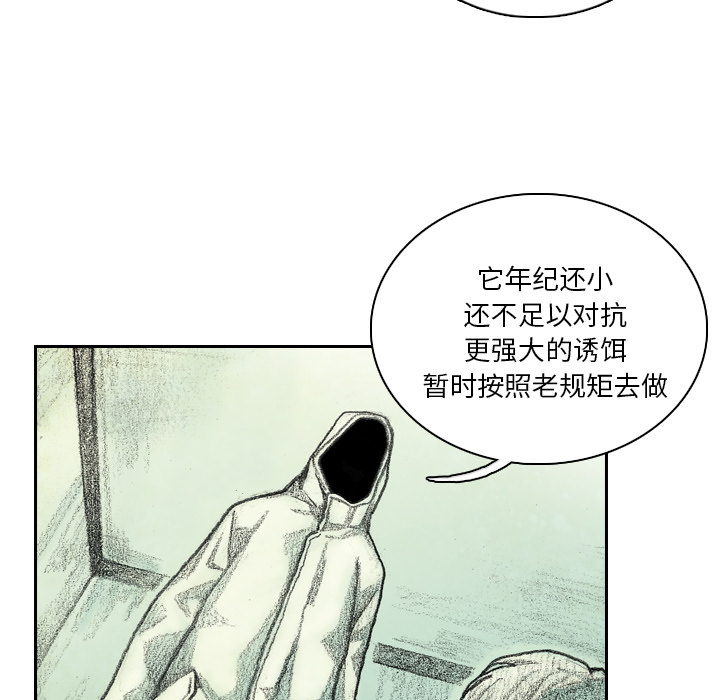 它年纪还小
还不足以对抗
更强大的诱饵
暂时按照老规矩去做